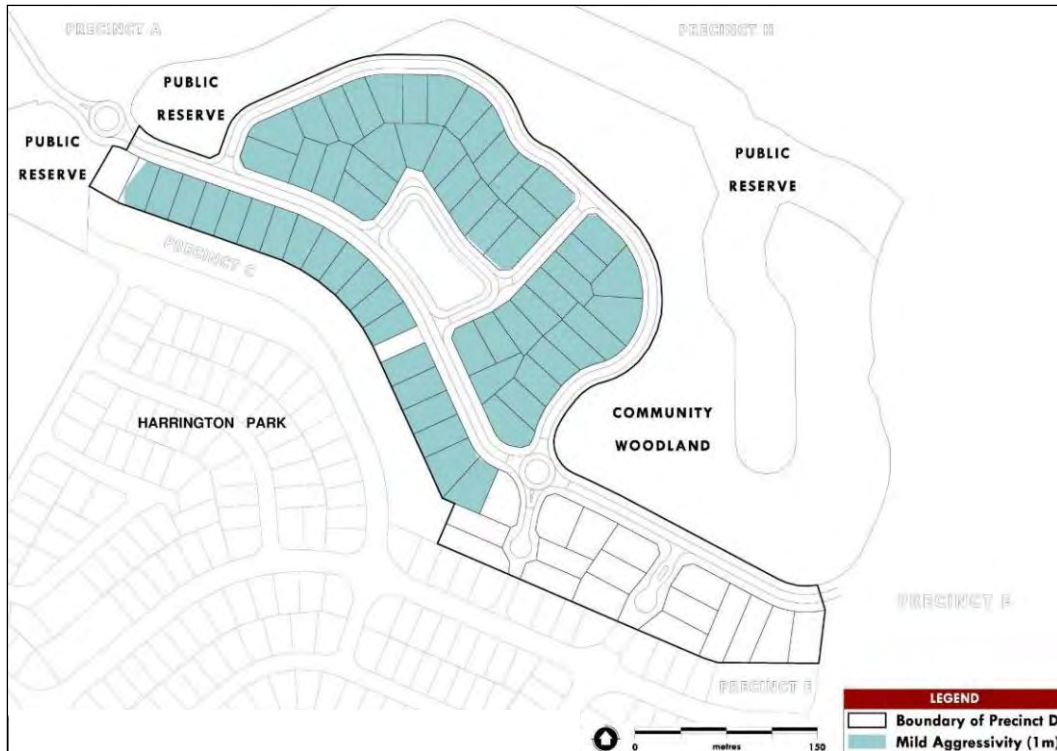 PRECINCT A
PRECINCT H
PUBLIC
RESERVE
PUBLIC
RESERVE
PUBLIC
RESERVE
PRECINCT C
HARRINGTON PARK
COMMUNITY
WOODLAND
PRECINCT E
LEGEND
Boundary of Precinct D
Mild Aggressivity (1m)
0 metres 150